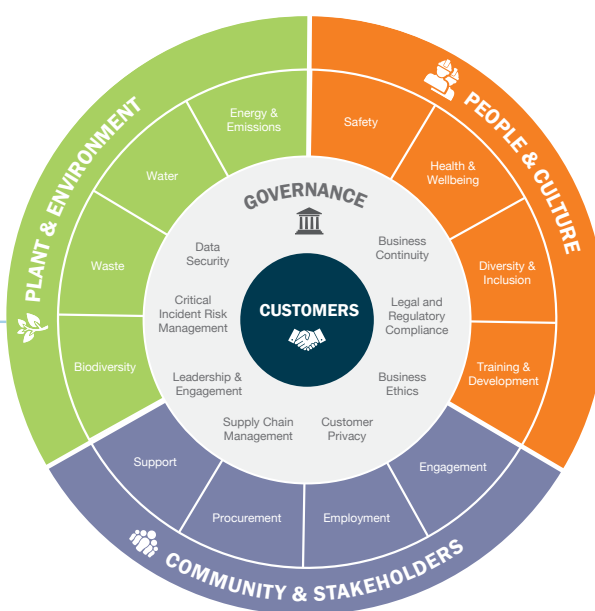 PLANT & ENVIRONMENT
Energy &
Emissions
Water
Waste
Biodiversity
PEOPLE & CULTURE
Safety
Health &
Wellbeing
Diversity &
Inclusion
Training &
Development
GOVERNANCE
Data
Security
Critical
Incident Risk
Management
Leadership &
Engagement
Supply Chain
Management
Customer
Privacy
Business
Ethics
Legal and
Regulatory
Compliance
Business
Continuity
CUSTOMERS
Support
Procurement
Employment
Engagement
COMMUNITY & STAKEHOLDERS